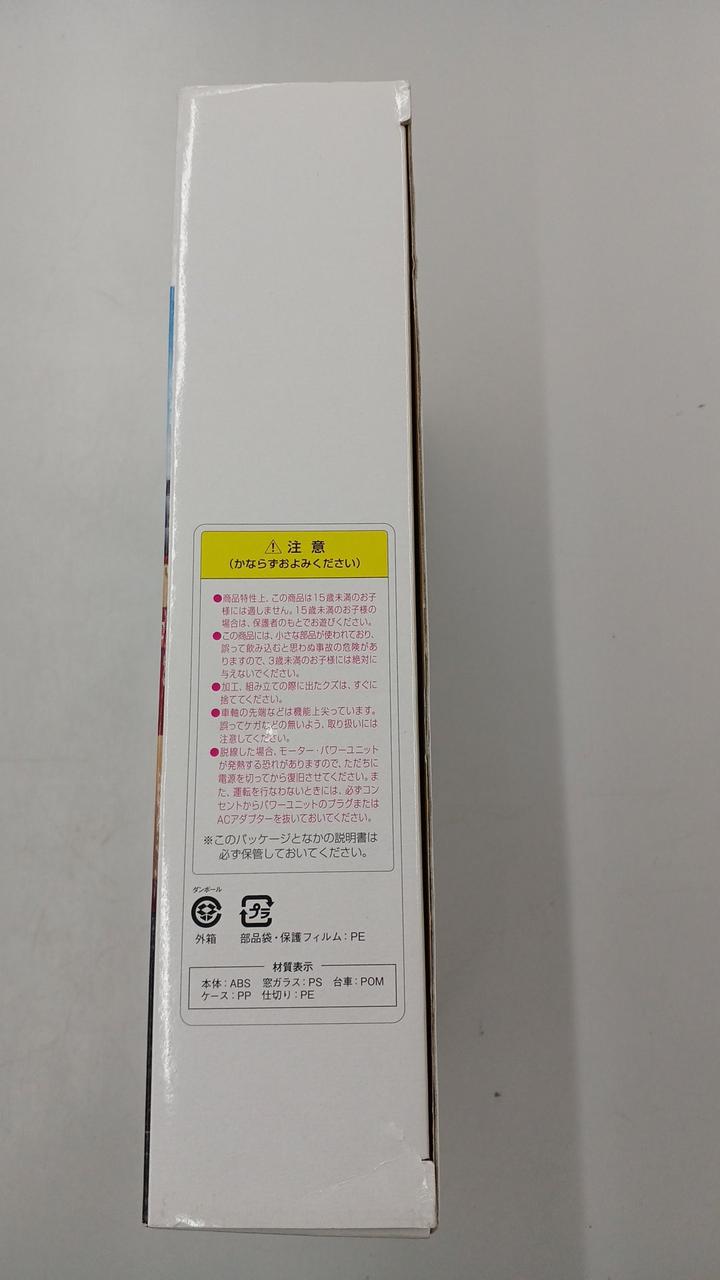 ⚠ 注意
(かならずおよみください)
●商品特性上、この商品は15歳未満のお子
様には適しません。15歳未満のお子様の
場合は、保護者のもとでお遊びください。
●この商品には、小さな部品が使われており、
誤って飲み込むと思わぬ事故の危険があ
りますので、3歳未満のお子様には絶対に
与えないでください。
●加工、組み立ての際に出たクズは、すぐに
捨ててください。
●車軸の先端などは機能上尖っています。
誤ってケガなどの無いよう、取り扱いには
注意してください。
●脱線した場合、モーター・パワーユニット
が発熱する恐れがありますので、ただちに
電源を切ってから復旧させてください。ま
た、運転を行なわないときには、必ずコン
セントからパワーユニットのプラグまたは
ACアダプターを抜いておいてください。
※このパッケージとなかの説明書は
必ず保管しておいてください。
ダンボール
プラ
外箱 部品袋・保護フィルム:PE
材質表示
本体:ABS 窓ガラス:PS 台車:POM
ケース:PP 仕切り:PE